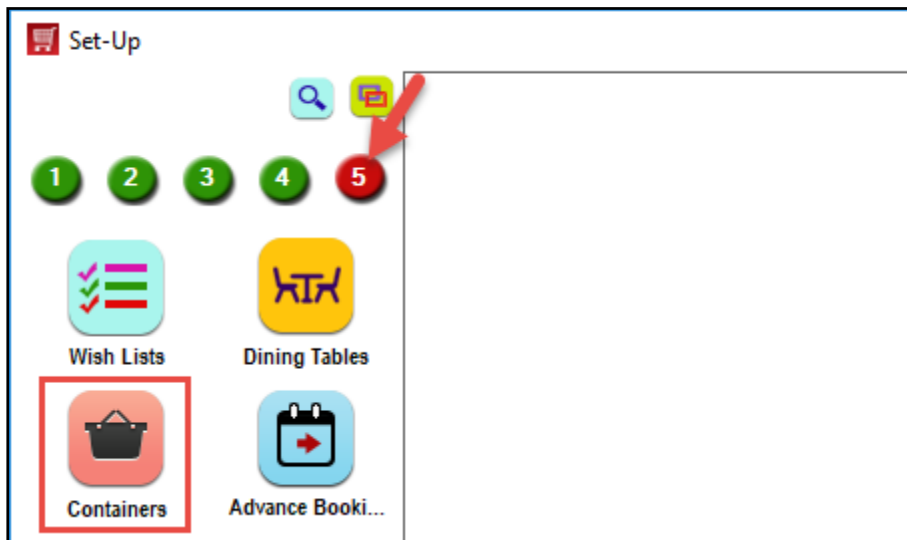 Set-Up
1 2 3 4 5
Wish Lists Dining Tables
Containers Advance Booki...